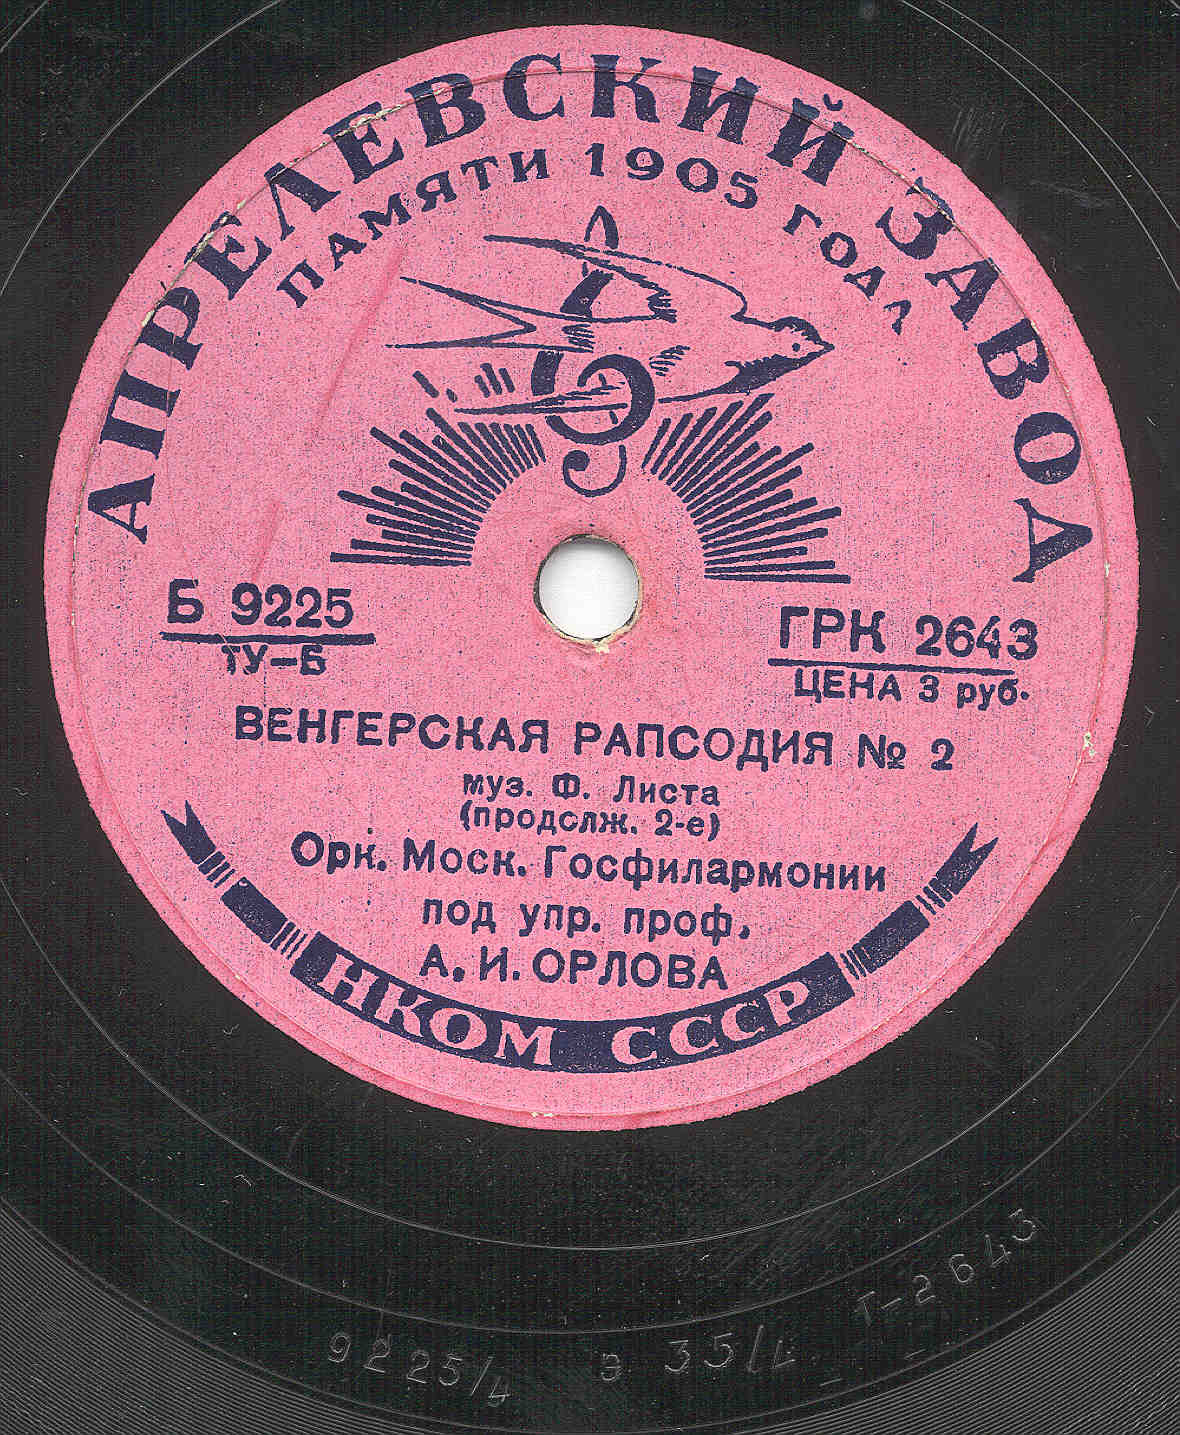 АПРЕЛЕВСКИЙ ЗАВОД
ПАМЯТИ 1905 ГОДА
Б 9225
ТУ-Б
ГРК 2643
ЦЕНА 3 руб.
ВЕНГЕРСКАЯ РАПСОДИЯ № 2
муз. Ф. Листа
(продолж. 2-е)
Орк. Моск. Госфилармонии
под упр. проф.
А. И. ОРЛОВА
НКОМ СССР
9225/4 Э 35/ Г-2643